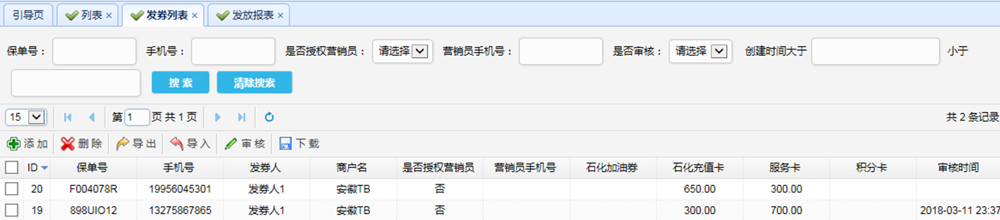 引导页 列表 × 发券列表 × 发放报表 ×
保单号： 手机号： 是否授权营销员： 请选择 营销员手机号： 是否审核： 请选择 创建时间大于 小于
搜 索 清除搜索
15 第 1 页 共 1 页 共 2 条记录
添 加 删 除 导 出 导 入 审 核 下 载
ID 保单号 手机号 发券人 商户名 是否授权营销员 营销员手机号 石化加油券 石化充值卡 服务卡 积分卡 审核时间
20 F004078R 19956045301 发券人1 安徽TB 否 650.00 300.00
19 898UIO12 13275867865 发券人1 安徽TB 否 300.00 700.00 2018-03-11 23:37